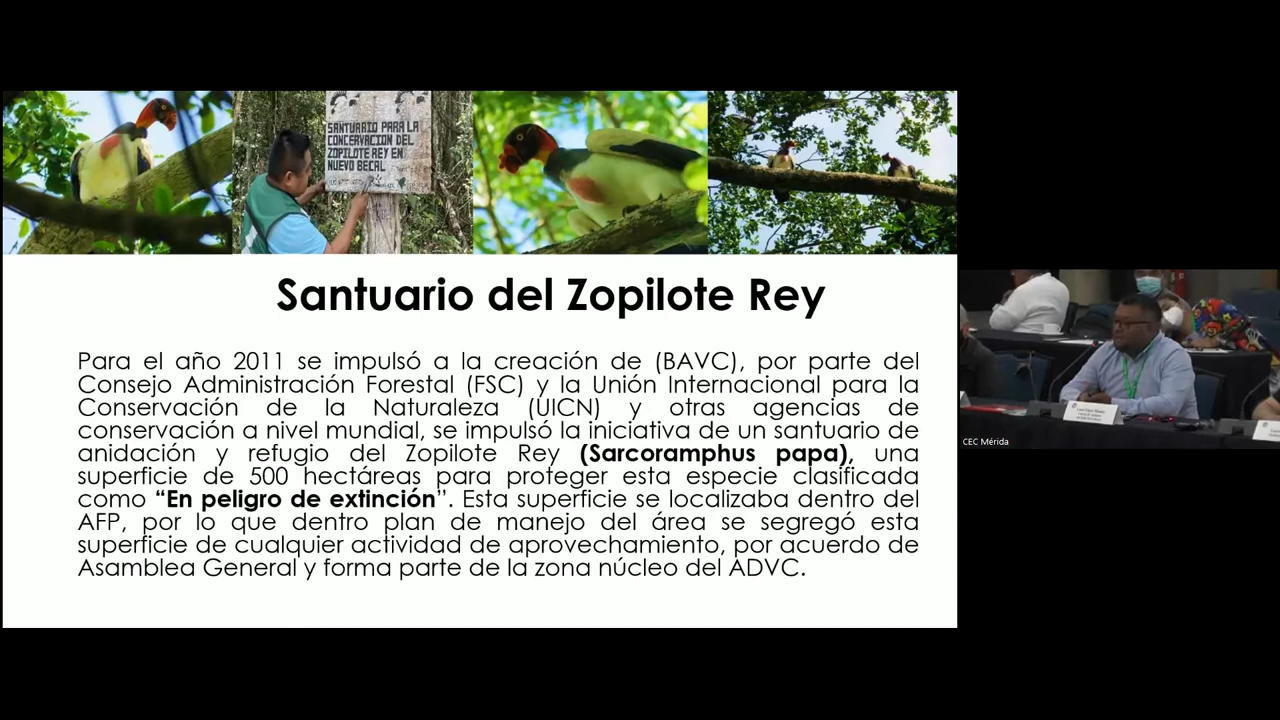 SANTUARIO PARA LA
CONCERVACION DEL
ZOPILOTE REY EN
NUEVO BECAL
Santuario del Zopilote Rey
Para el año 2011 se impulsó a la creación de (BAVC), por parte del
Consejo Administración Forestal (FSC) y la Unión Internacional para la
Conservación de la Naturaleza (UICN) y otras agencias de
conservación a nivel mundial, se impulsó la iniciativa de un santuario de
anidación y refugio del Zopilote Rey (Sarcoramphus papa), una
superficie de 500 hectáreas para proteger esta especie clasificada
como “En peligro de extinción”. Esta superficie se localizaba dentro del
AFP, por lo que dentro plan de manejo del área se segregó esta
superficie de cualquier actividad de aprovechamiento, por acuerdo de
Asamblea General y forma parte de la zona núcleo del ADVC.
CEC Mérida